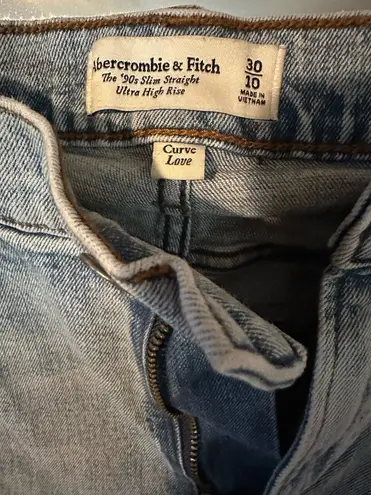 Abercrombie & Fitch
The '90s Slim Straight
Ultra High Rise
30
10
MADE IN
VIETNAM
Curve
Love